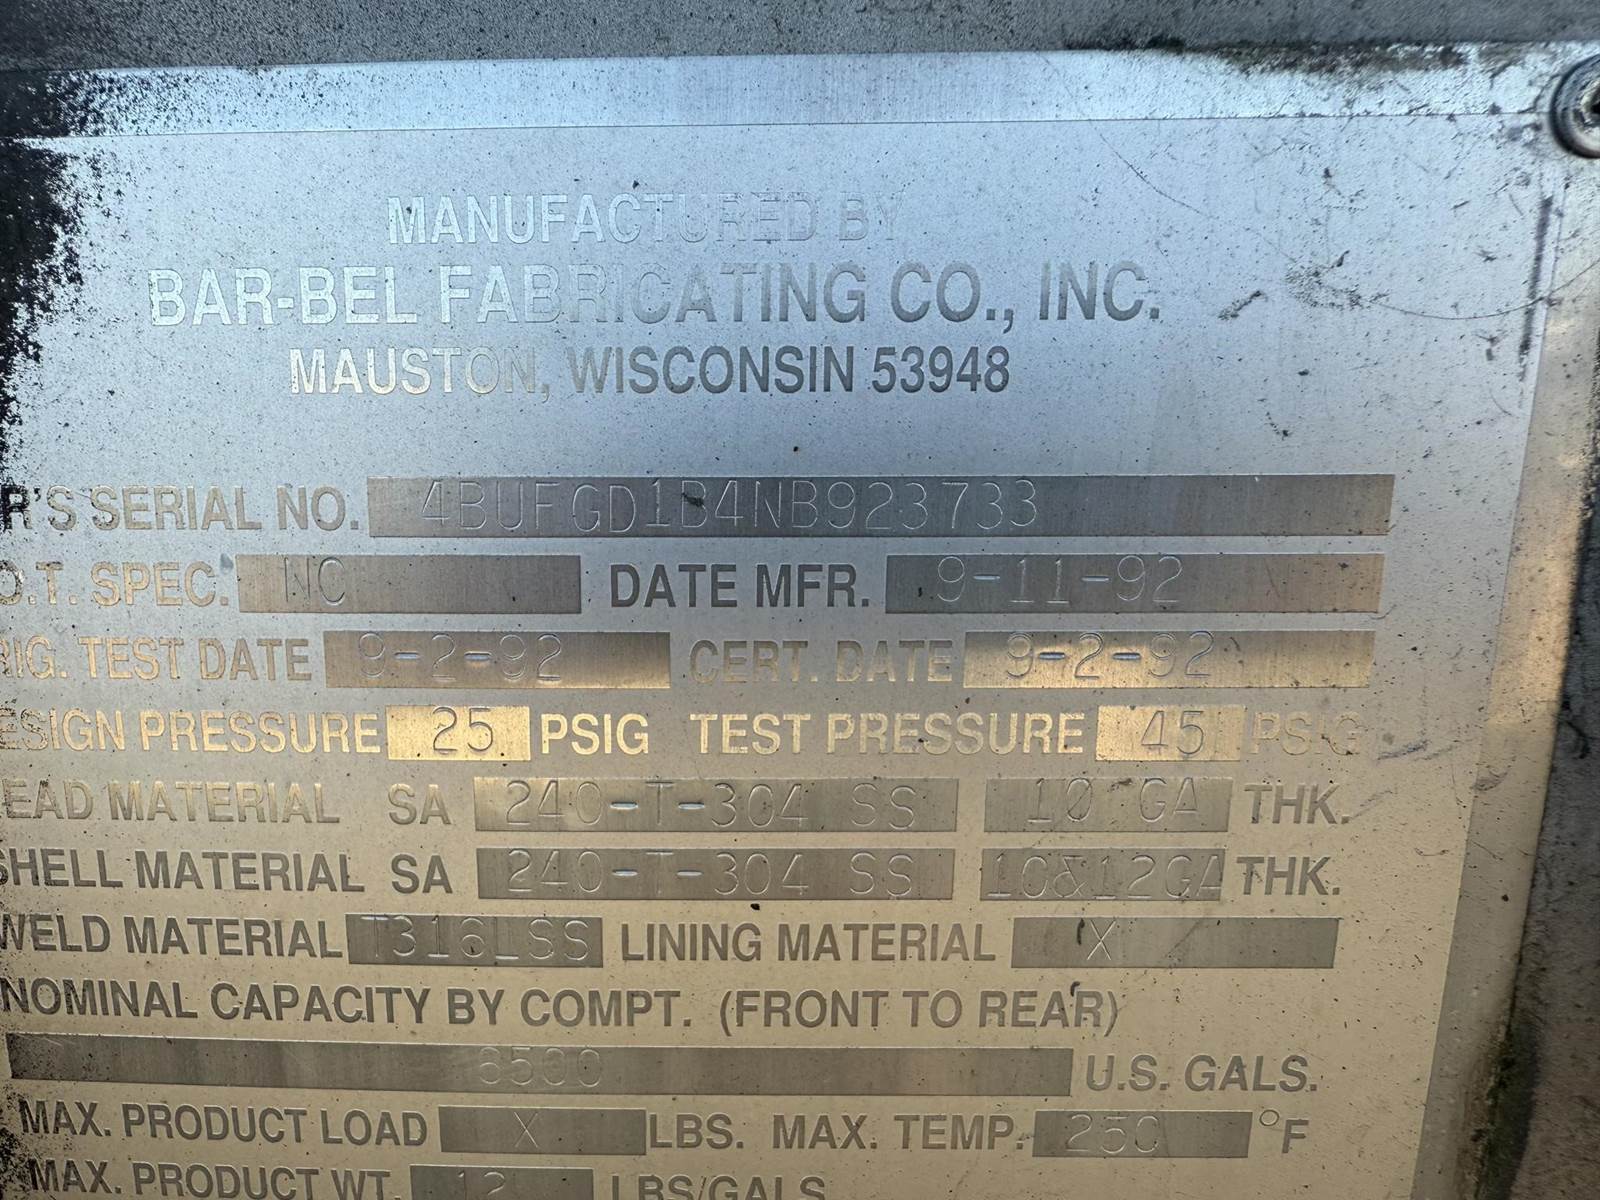 MANUFACTURED BY
BAR-BEL FABRICATING CO., INC.
MAUSTON, WISCONSIN 53948
R'S SERIAL NO. 4BUFGD1B4NB923733
O.T. SPEC. NC DATE MFR. 9-11-92
RIG. TEST DATE 9-2-92 CERT. DATE 9-2-92
ESIGN PRESSURE 25 PSIG TEST PRESSURE 45 PSIG
EAD MATERIAL SA 240-T-304 SS 10 GA THK.
SHELL MATERIAL SA 240-T-304 SS 10&12GA THK.
WELD MATERIAL T316LSS LINING MATERIAL X
NOMINAL CAPACITY BY COMPT. (FRONT TO REAR)
6500 U.S. GALS.
MAX. PRODUCT LOAD X LBS. MAX. TEMP. 250 °F
MAX. PRODUCT WT. 12 LBS/GALS